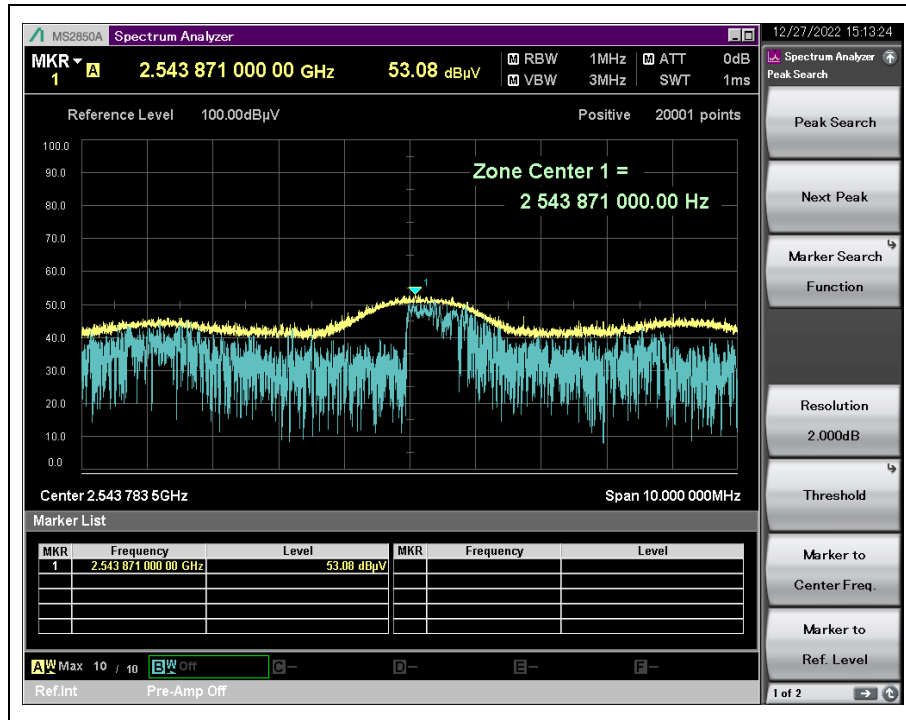 MS2850A Spectrum Analyzer
12/27/2022 15:13:24
MKR 1 A 2.543 871 000 00 GHz 53.08 dBµV
M RBW 1MHz M ATT 0dB
M VBW 3MHz SWT 1ms
Reference Level 100.00dBµV Positive 20001 points
100.0
90.0
80.0
70.0
60.0
50.0
40.0
30.0
20.0
10.0
0.0
Zone Center 1 =
2 543 871 000.00 Hz
1
Center 2.543 783 5GHz Span 10.000 000MHz
Marker List
MKR Frequency Level MKR Frequency Level
1 2.543 871 000 00 GHz 53.08 dBµV
A W Max 10 / 10 B W Off C - D - E - F -
Ref.Int Pre-Amp Off
Spectrum Analyzer
Peak Search
Peak Search
Next Peak
Marker Search
Function
Resolution
2.000dB
Threshold
Marker to
Center Freq.
Marker to
Ref. Level
1 of 2